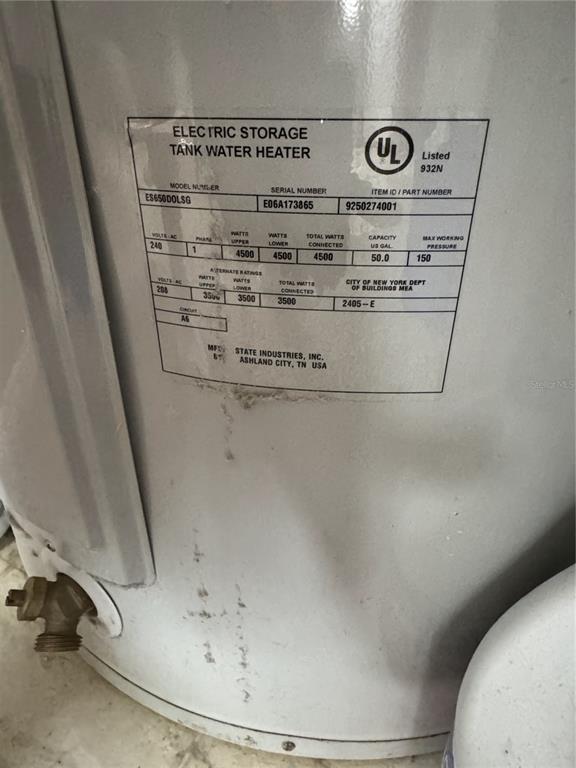 ELECTRIC STORAGE
TANK WATER HEATER
UL
Listed
932N
MODEL NUMBER SERIAL NUMBER ITEM ID / PART NUMBER
ES650DOLSG E06A173865 9250274001
VOLTS - AC PHASE WATTS UPPER WATTS LOWER TOTAL WATTS CONNECTED CAPACITY US GAL. MAX WORKING PRESSURE
240 1 4500 4500 4500 50.0 150
ALTERNATE RATINGS
VOLTS - AC WATTS UPPER WATTS LOWER TOTAL WATTS CONNECTED CITY OF NEW YORK DEPT OF BUILDINGS MEA
208 3500 3500 3500 2405-E
CIRCUIT
A6
STATE INDUSTRIES, INC.
ASHLAND CITY, TN USA
StellarMLS